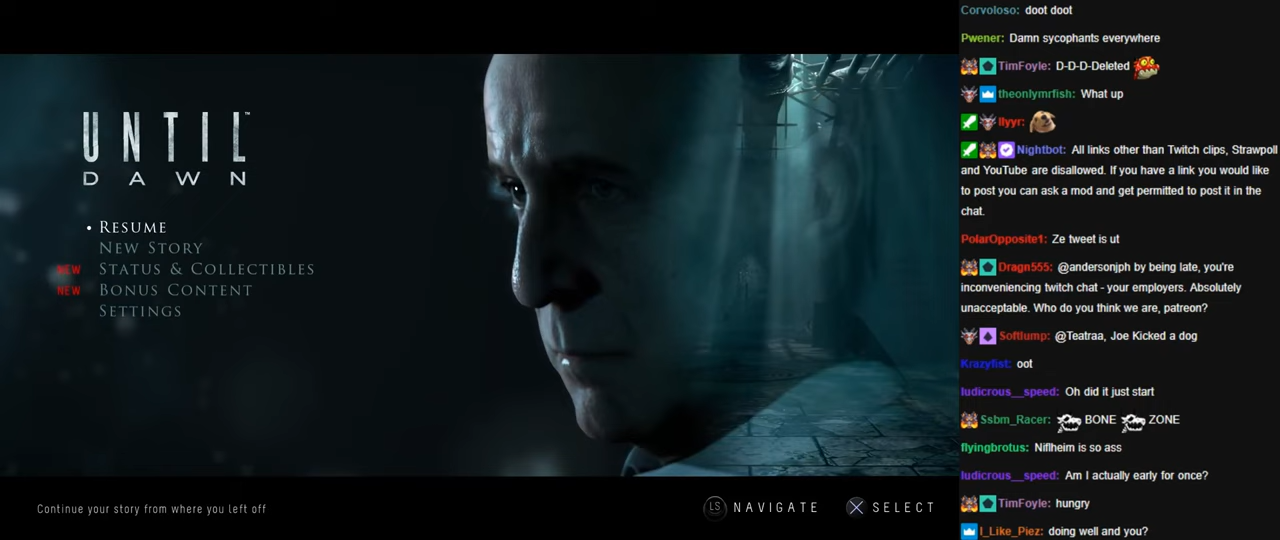 UNTIL™
DAWN
• RESUME
NEW STORY
NEW STATUS & COLLECTIBLES
NEW BONUS CONTENT
SETTINGS
Continue your story from where you left off
LS NAVIGATE
SELECT
Corvoloso: doot doot
Pwener: Damn sycophants everywhere
TimFoyle: D-D-D-Deleted
theonlymrfish: What up
llyyr:
Nightbot: All links other than Twitch clips, Strawpoll
and YouTube are disallowed. If you have a link you would like
to post you can ask a mod and get permitted to post it in the
chat.
PolarOpposite1: Ze tweet is ut
Dragn555: @andersonjph by being late, you're
inconveniencing twitch chat - your employers. Absolutely
unacceptable. Who do you think we are, patreon?
Softlump: @Teatraa, Joe Kicked a dog
Krazyfist: oot
ludicrous__speed: Oh did it just start
Ssbm_Racer: BONE ZONE
flyingbrotus: Niflheim is so ass
ludicrous__speed: Am I actually early for once?
TimFoyle: hungry
I_Like_Piez: doing well and you?